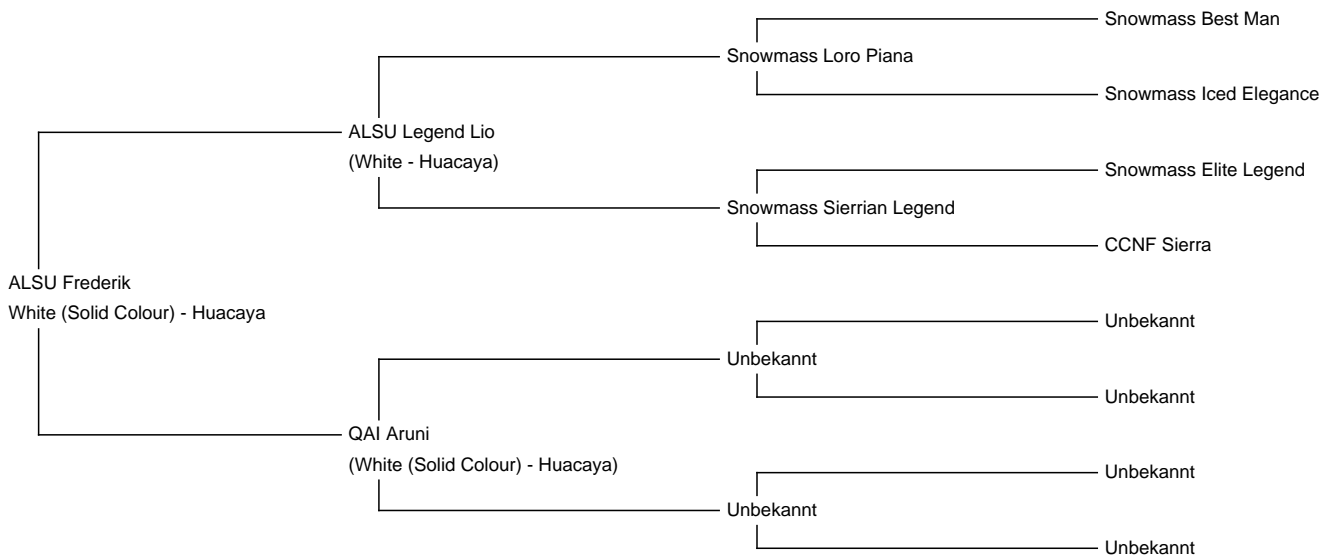 Snowmass Best Man
Snowmass Loro Piana
Snowmass Iced Elegance
ALSU Legend Lio
(White - Huacaya)
Snowmass Elite Legend
Snowmass Sierrian Legend
CCNF Sierra
ALSU Frederik
White (Solid Colour) - Huacaya
Unbekannt
Unbekannt
Unbekannt
QAI Aruni
(White (Solid Colour) - Huacaya)
Unbekannt
Unbekannt
Unbekannt